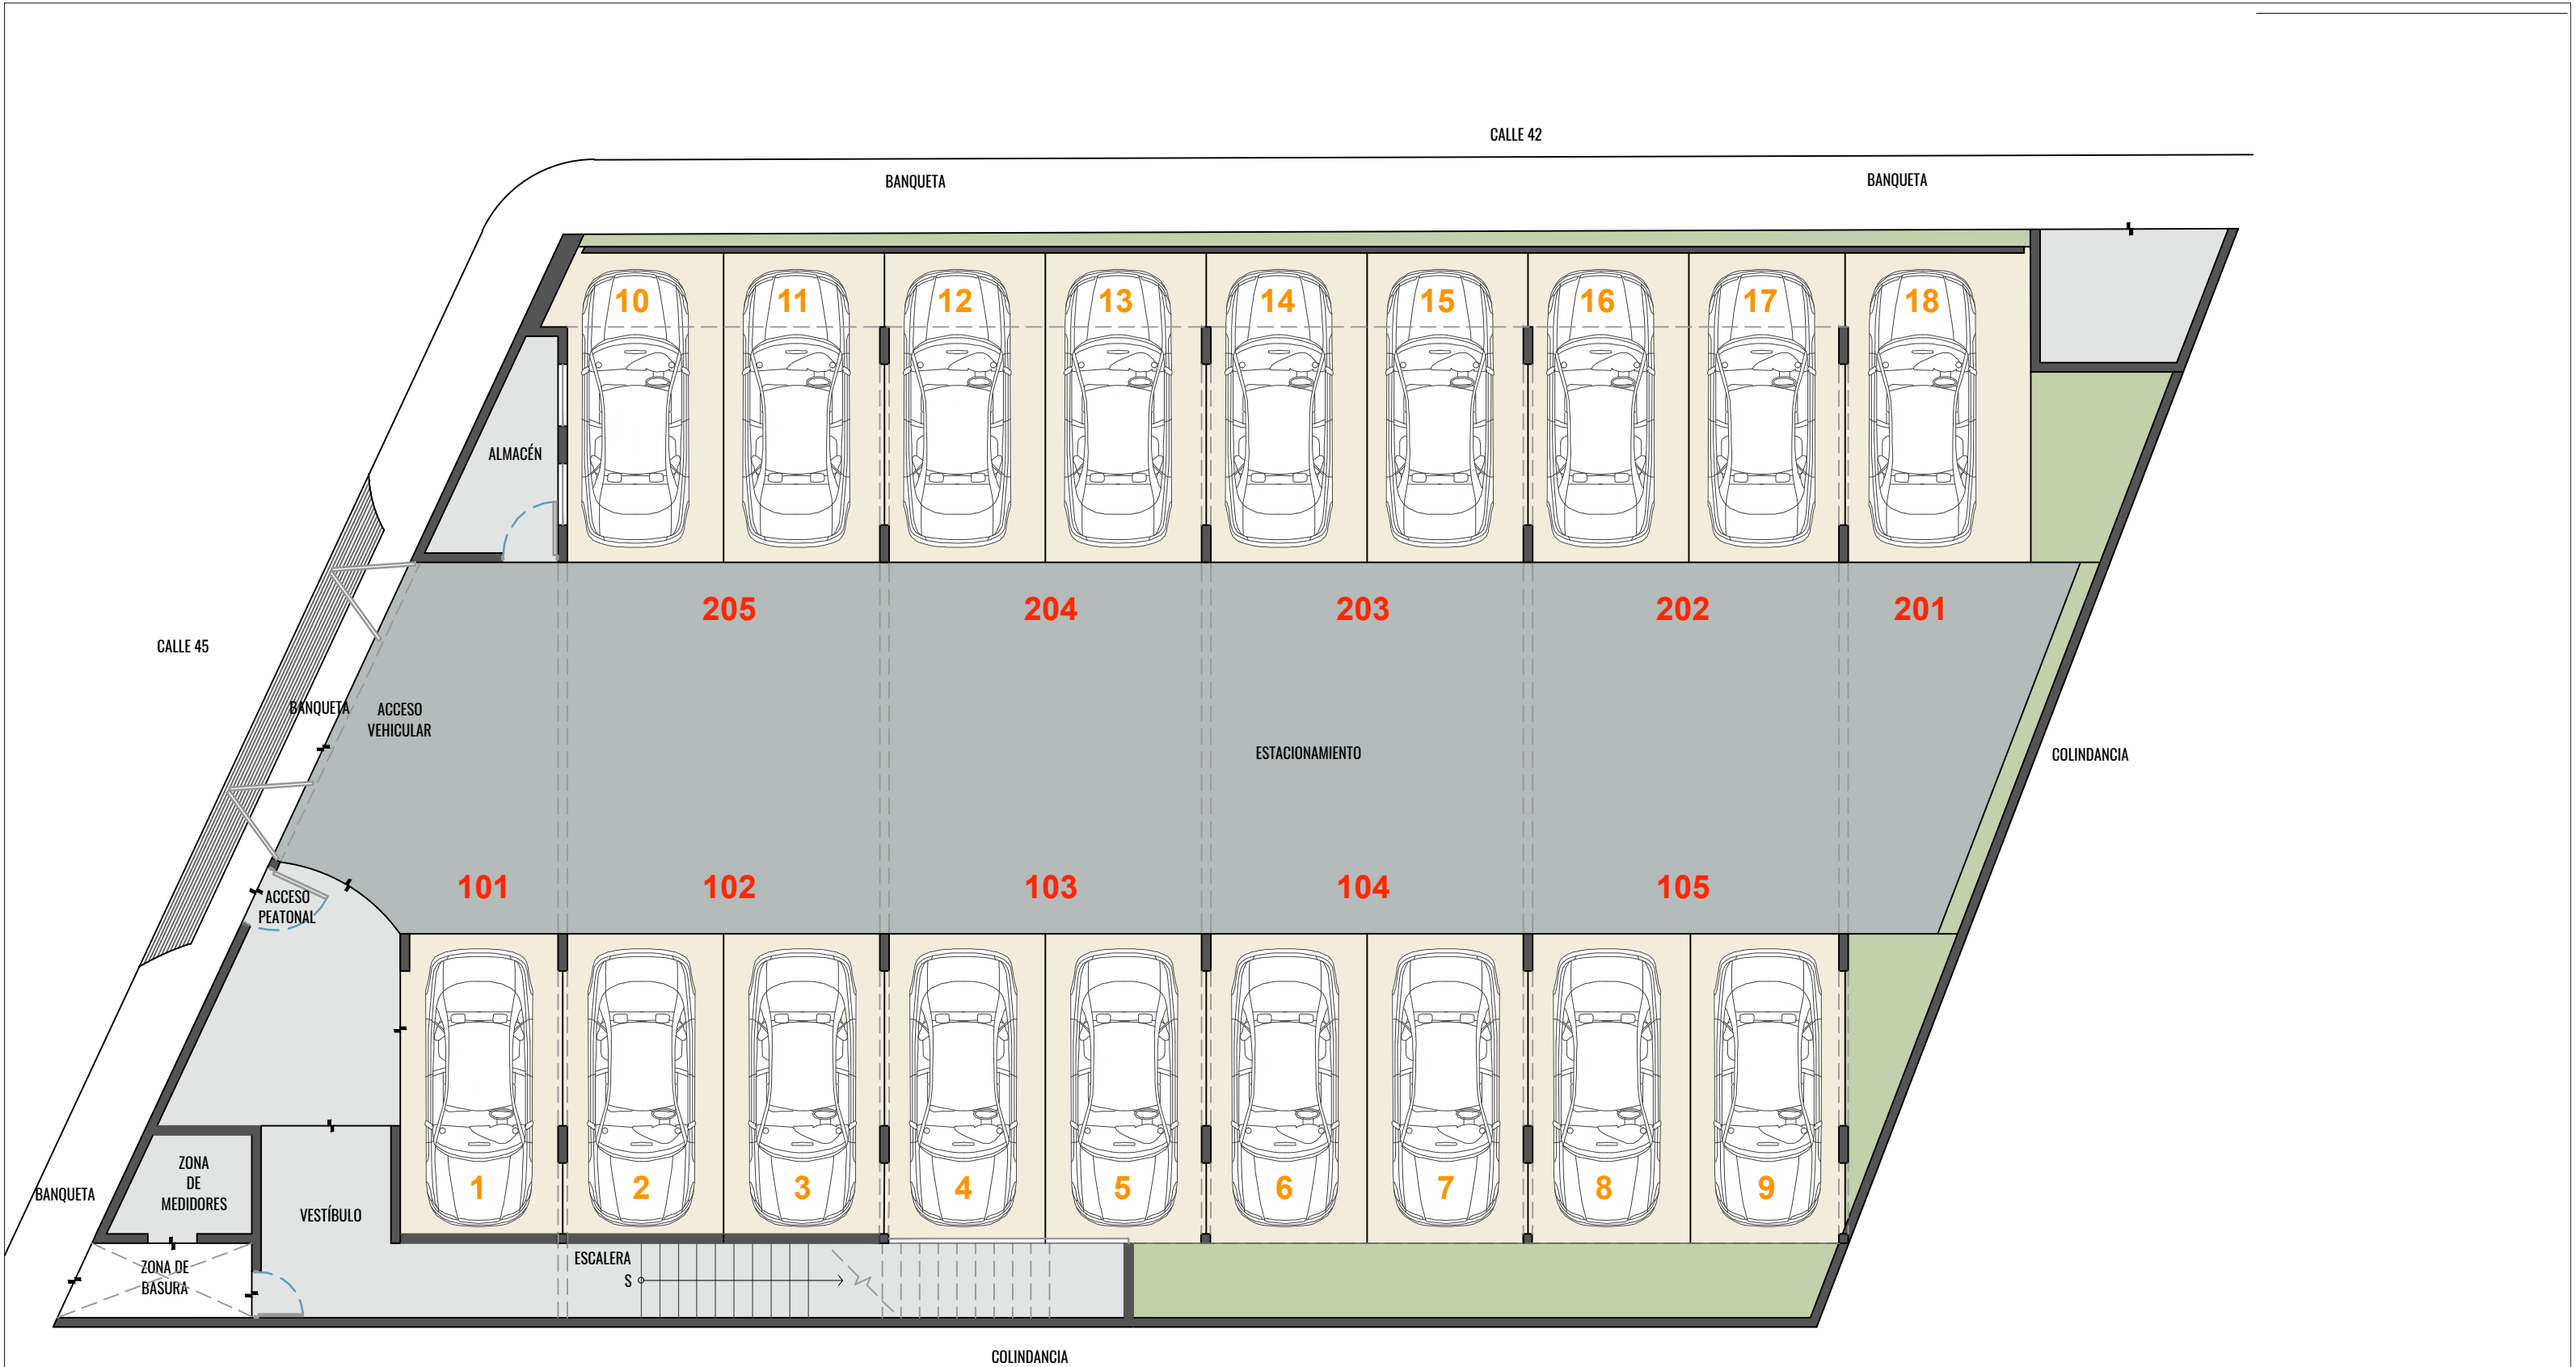 CALLE 42
BANQUETA
BANQUETA
10 11 12 13 14 15 16 17 18
ALMACÉN
205 204 203 202 201
CALLE 45
BANQUETA
ACCESO
VEHICULAR
ESTACIONAMIENTO
COLINDANCIA
101 102 103 104 105
ACCESO
PEATONAL
ZONA
DE
MEDIDORES
1 2 3 4 5 6 7 8 9
BANQUETA
VESTÍBULO
ZONA DE
BASURA
ESCALERA
S
COLINDANCIA